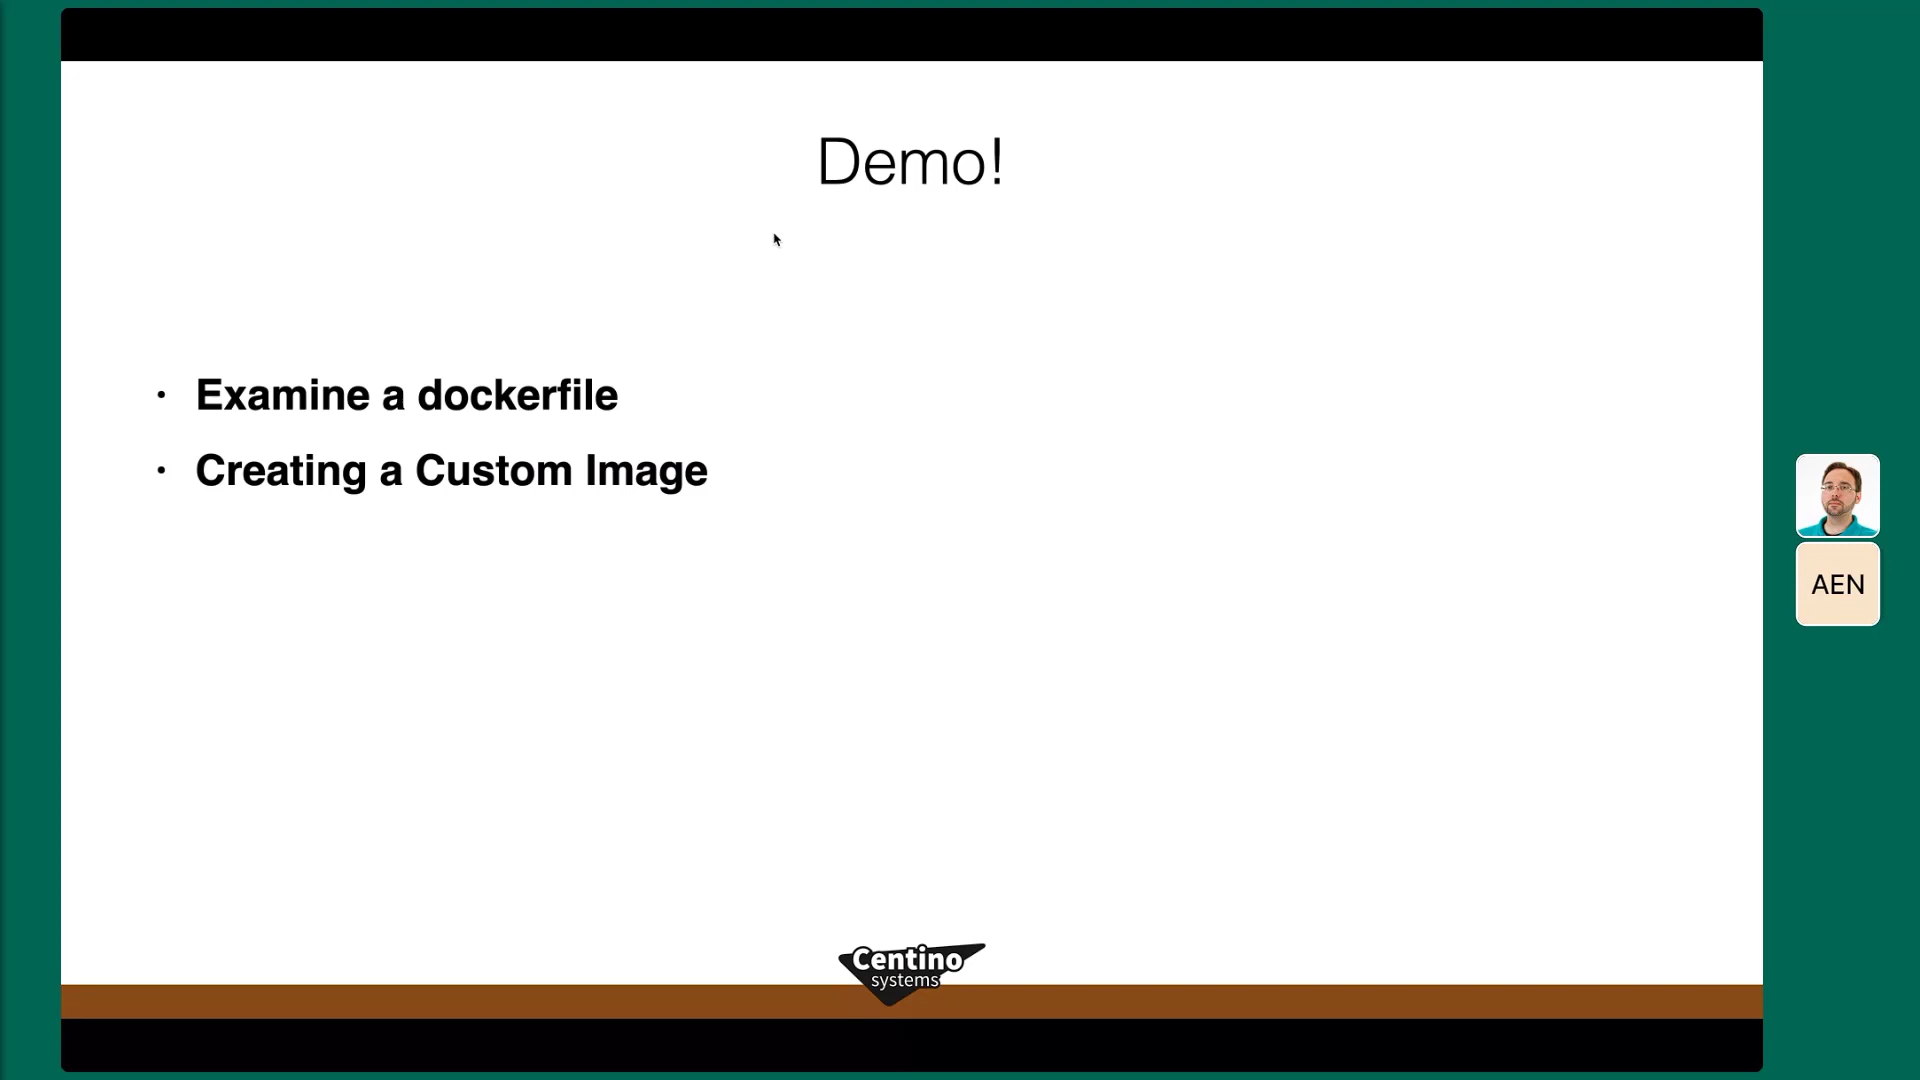 Demo!
• Examine a dockerfile
• Creating a Custom Image
AEN
Centino
systems